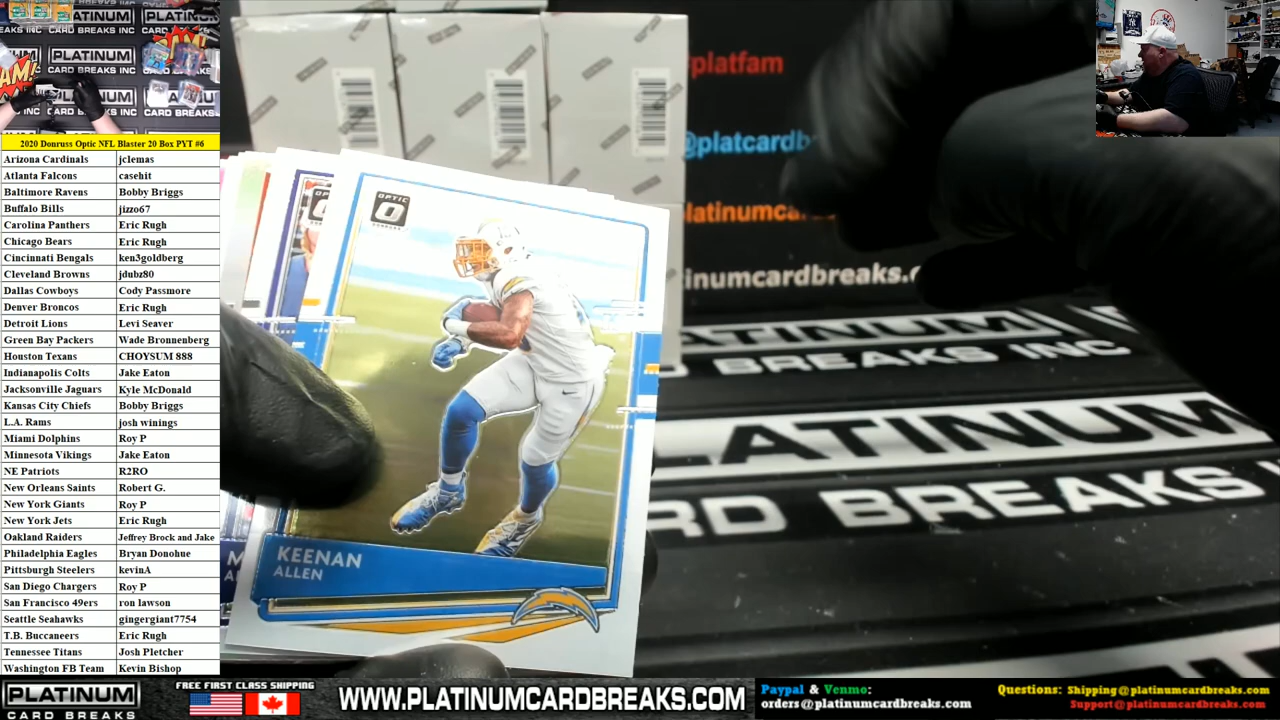 2020 Donruss Optic NFL Blaster 20 Box PYT #6
Arizona Cardinals jclemas
Atlanta Falcons casehit
Baltimore Ravens Bobby Briggs
Buffalo Bills jizzo67
Carolina Panthers Eric Rugh
Chicago Bears Eric Rugh
Cincinnati Bengals ken3goldberg
Cleveland Browns jdubz80
Dallas Cowboys Cody Passmore
Denver Broncos Eric Rugh
Detroit Lions Levi Seaver
Green Bay Packers Wade Bronnenberg
Houston Texans CHOYSUM 888
Indianapolis Colts Jake Eaton
Jacksonville Jaguars Kyle McDonald
Kansas City Chiefs Bobby Briggs
L.A. Rams josh winings
Miami Dolphins Roy P
Minnesota Vikings Jake Eaton
NE Patriots R2RO
New Orleans Saints Robert G.
New York Giants Roy P
New York Jets Eric Rugh
Oakland Raiders Jeffrey Brock and Jake
Philadelphia Eagles Bryan Donohue
Pittsburgh Steelers kevinA
San Diego Chargers Roy P
San Francisco 49ers ron lawson
Seattle Seahawks gingergiant7754
T.B. Buccaneers Eric Rugh
Tennessee Titans Josh Pletcher
Washington FB Team Kevin Bishop
PLATINUM
CARD BREAKS INC
PLATINUM
CARD BREAKS INC
OPTIC
KEENAN
ALLEN
platfam
@platcardb
latinumca
inumcardbreaks.c
ATINUM
D BREAKS INC
LATINUM
RD BREAKS
PLATINUM
CARD BREAKS
FREE FIRST CLASS SHIPPING
WWW.PLATINUMCARDBREAKS.COM
Paypal & Venmo:
orders@platinumcardbreaks.com
Questions: Shipping@platinumcardbreaks.com
Support@platinumcardbreaks.com